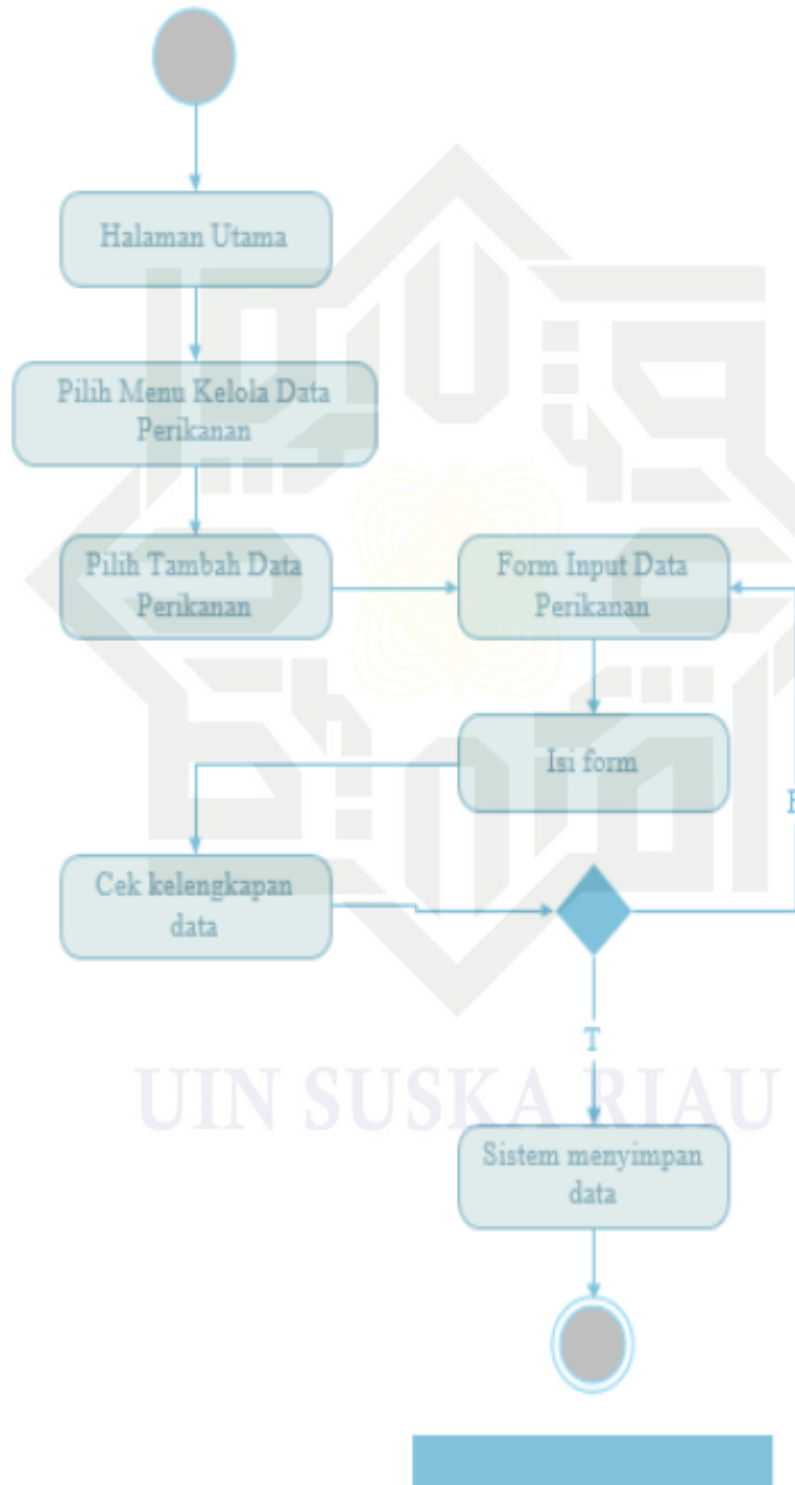 Halaman Utama
Pilih Menu Kelola Data
Perikanan
Pilih Tambah Data
Perikanan
Form Input Data
Perikanan
Isi form
Cek kelengkapan
data
T
UIN SUSKA RIAU
Sistem menyimpan
data